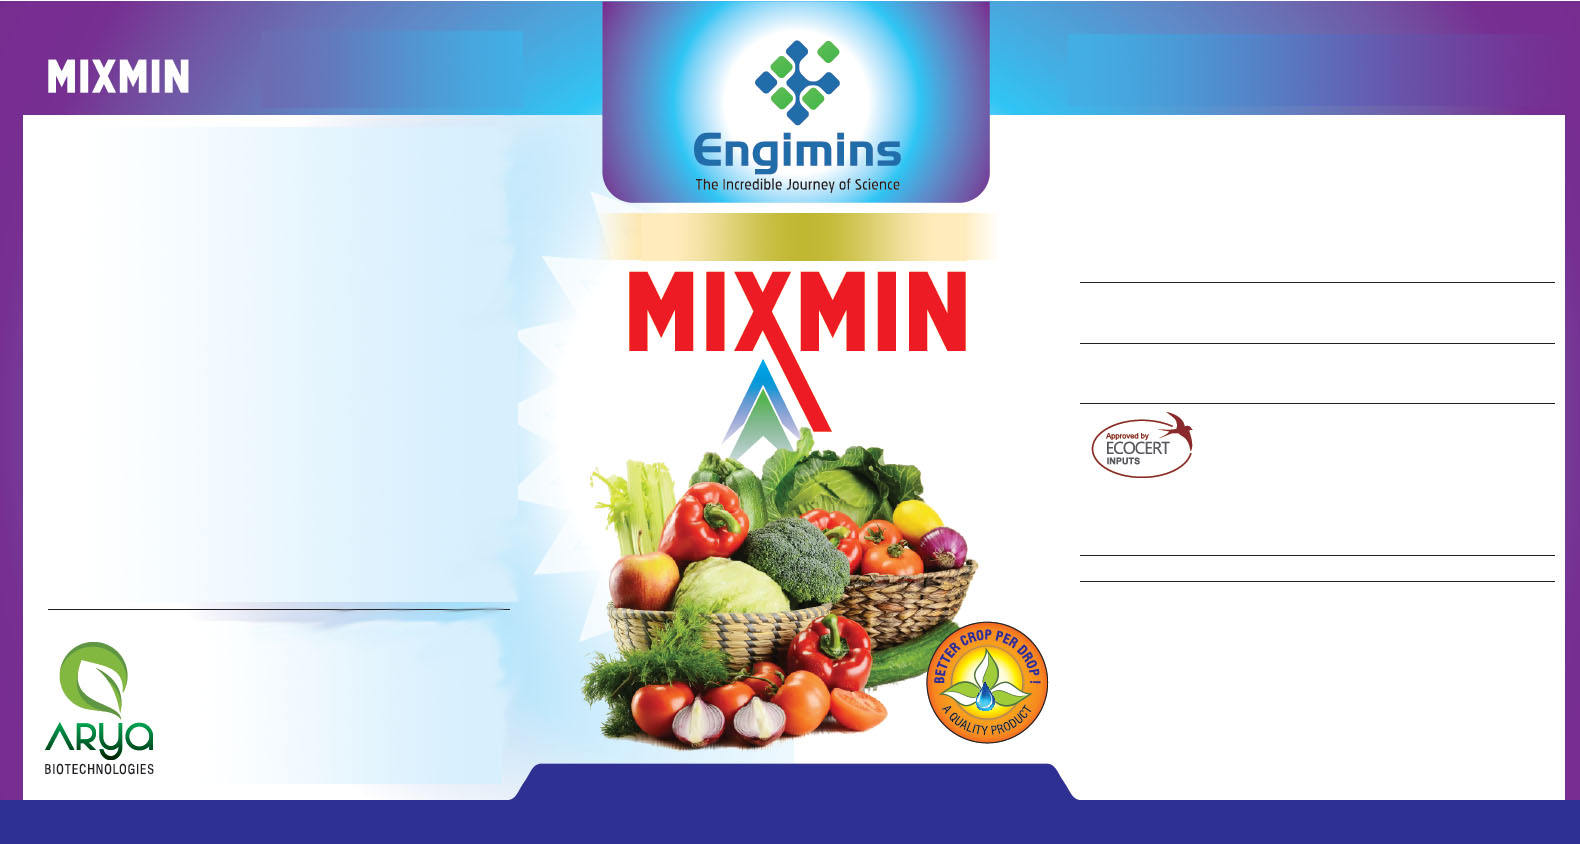 MIXMIN
Engimins
The Incredible Journey of Science
MIXMIN
Approved by
ECOCERT
INPUTS
BETTER CROP PER DROP !
A QUALITY PRODUCT
ARYA
BIOTECHNOLOGIES